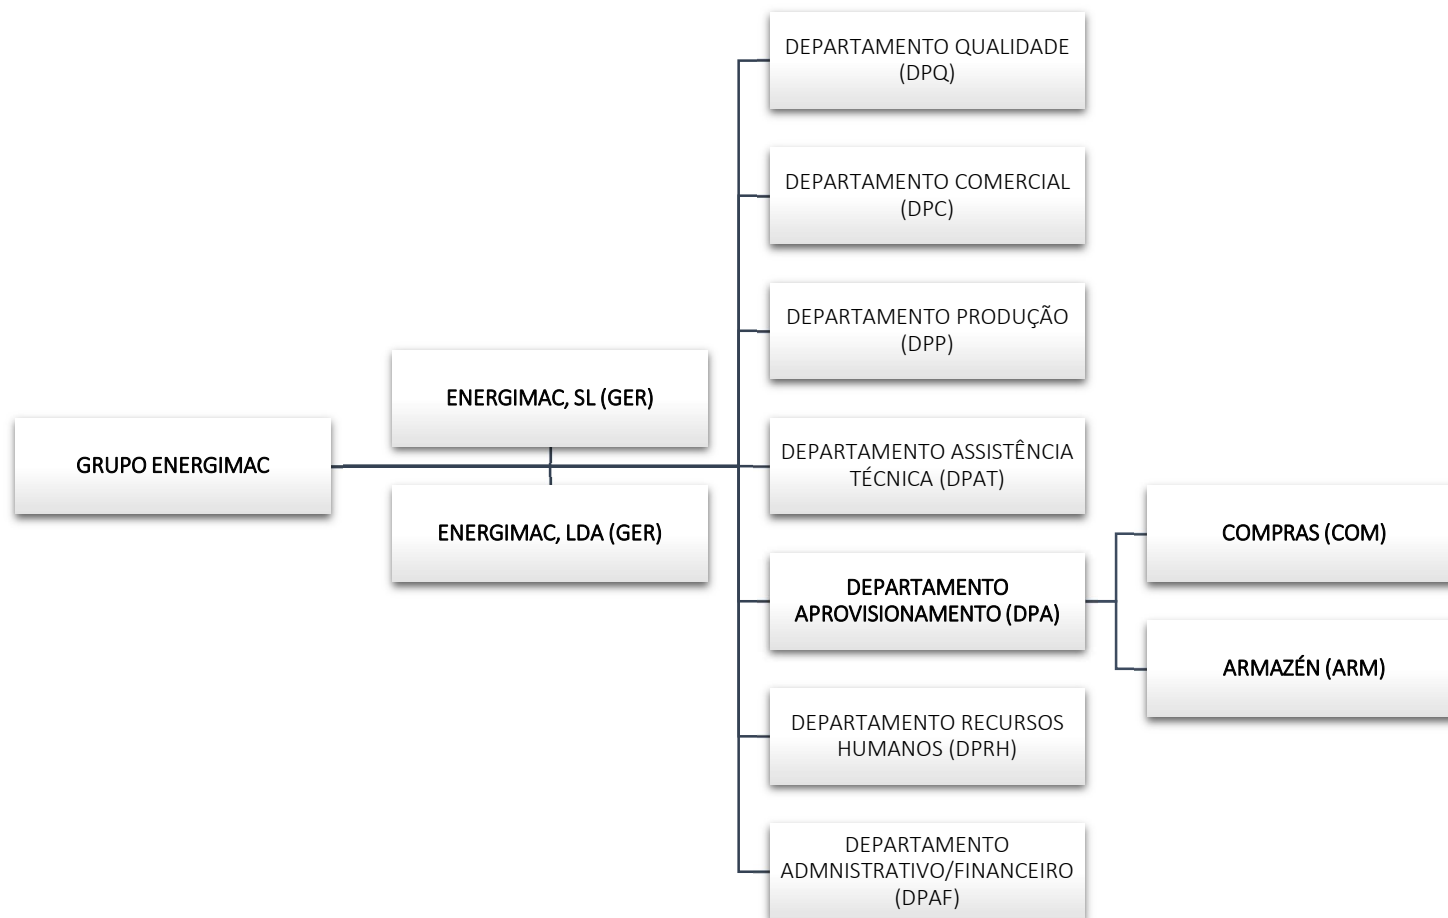 DEPARTAMENTO QUALIDADE
(DPQ)
DEPARTAMENTO COMERCIAL
(DPC)
DEPARTAMENTO PRODUÇÃO
(DPP)
ENERGIMAC, SL (GER)
GRUPO ENERGIMAC
ENERGIMAC, LDA (GER)
DEPARTAMENTO ASSISTÊNCIA
TÉCNICA (DPAT)
DEPARTAMENTO
APROVISIONAMENTO (DPA)
COMPRAS (COM)
ARMAZÉN (ARM)
DEPARTAMENTO RECURSOS
HUMANOS (DPRH)
DEPARTAMENTO
ADMNISTRATIVO/FINANCEIRO
(DPAF)